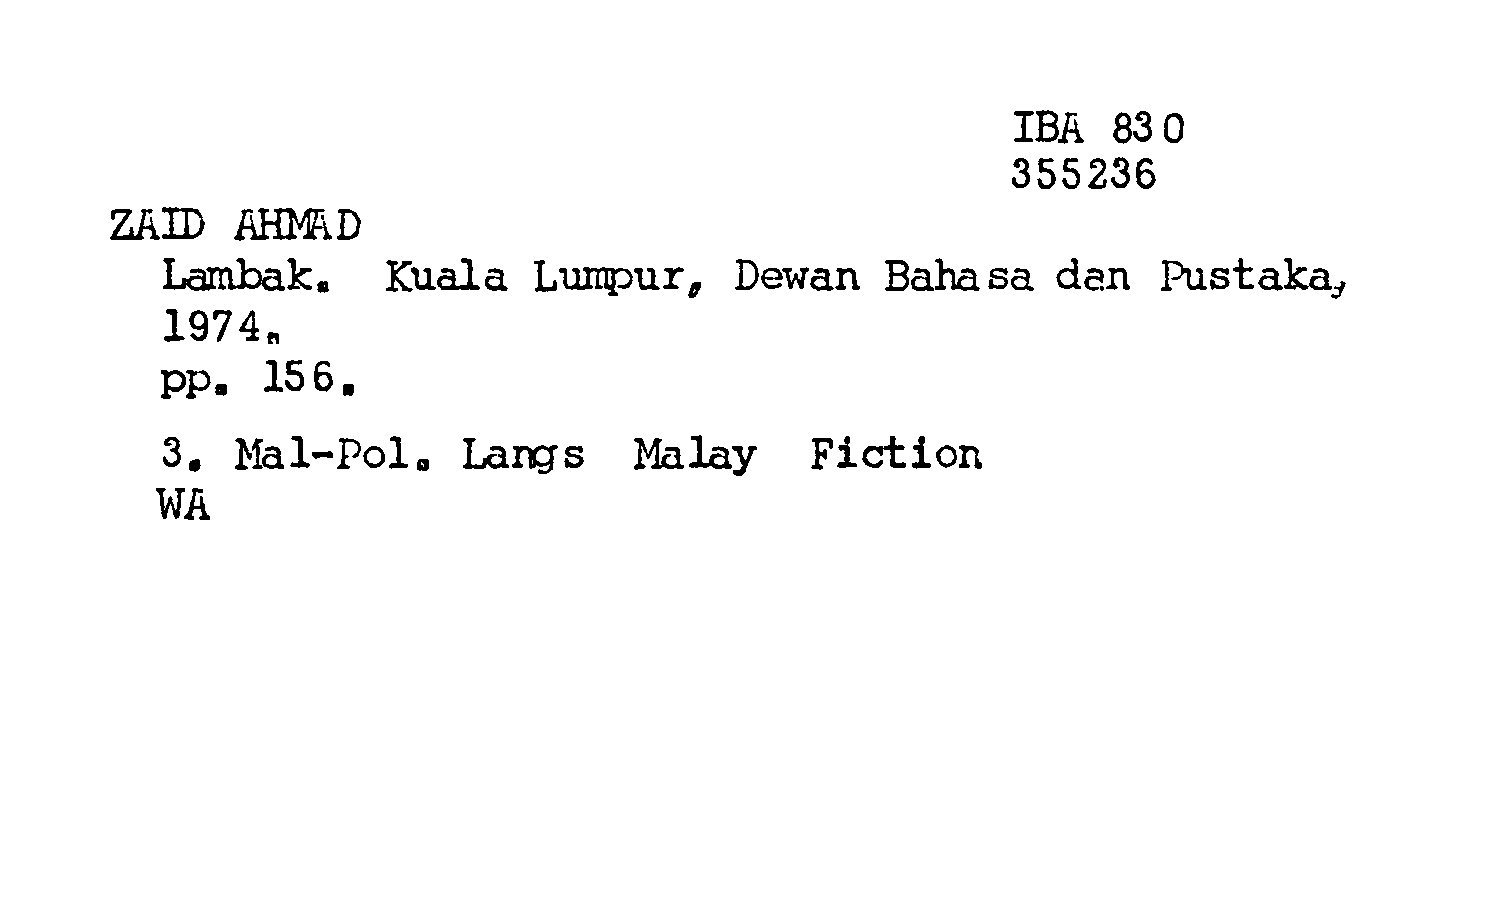 IBA 830
355236
ZAID AHMAD
Lambak. Kuala Lumpur, Dewan Bahasa dan Pustaka,
1974.
pp. 156.
3. Mal-Pol. Langs Malay Fiction
WA